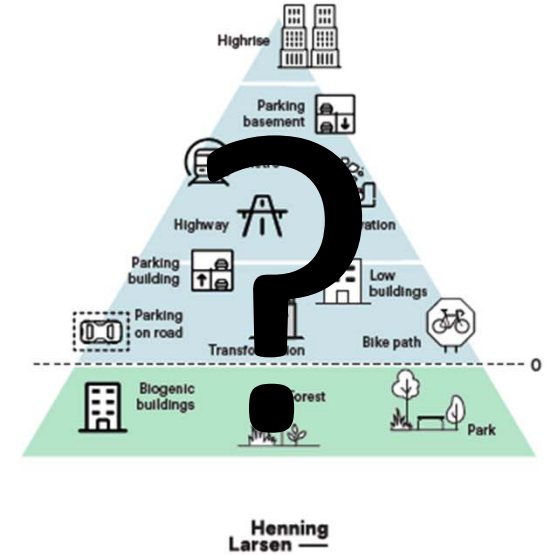 Highrise
Parking
basement
Highway
Parking
building
Low
buildings
Parking
on road
Bike path
0
Biogenic
buildings
Park
Henning
Larsen